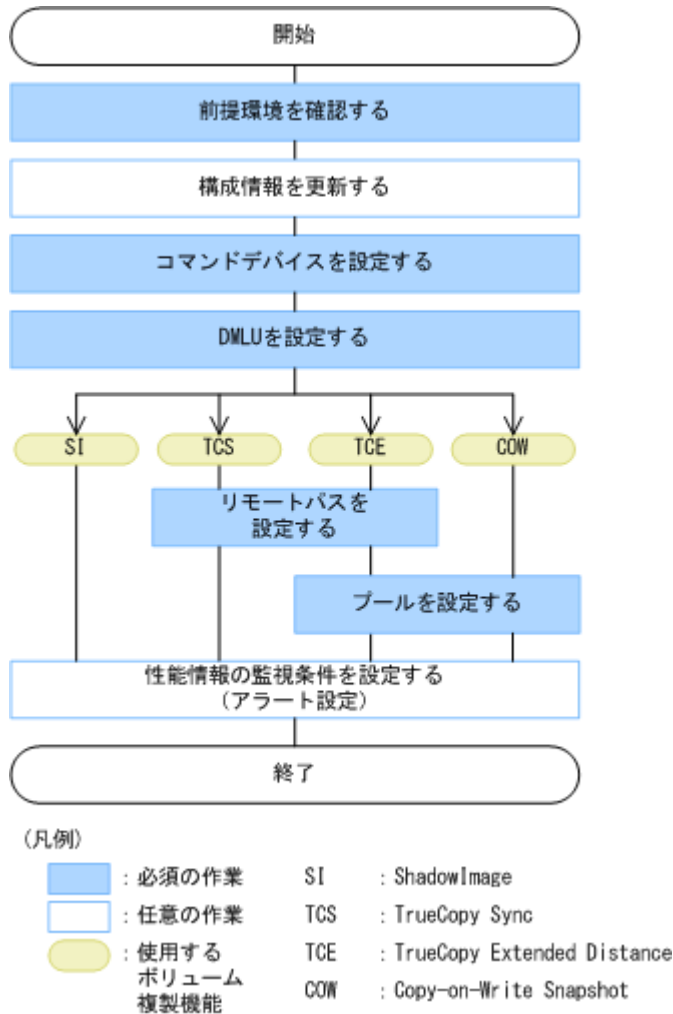 開始
前提環境を確認する
構成情報を更新する
コマンドデバイスを設定する
DMLUを設定する
SI
TCS
TCE
COW
リモートパスを
設定する
プールを設定する
性能情報の監視条件を設定する
(アラート設定)
終了
(凡例)
: 必須の作業
SI : ShadowImage
: 任意の作業
TCS : TrueCopy Sync
: 使用する
ボリューム
複製機能
TCE : TrueCopy Extended Distance
COW : Copy-on-Write Snapshot